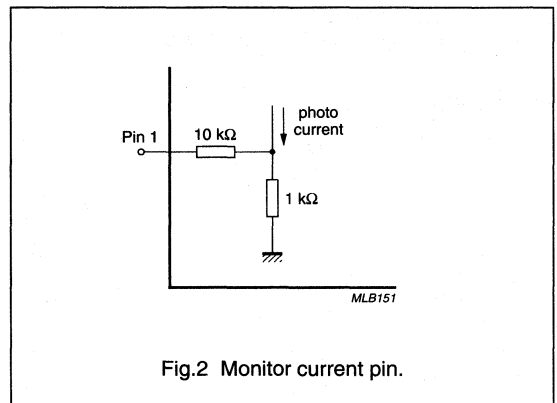 photo
current
Pin 1
10 kΩ
1 kΩ
MLB151
Fig.2 Monitor current pin.